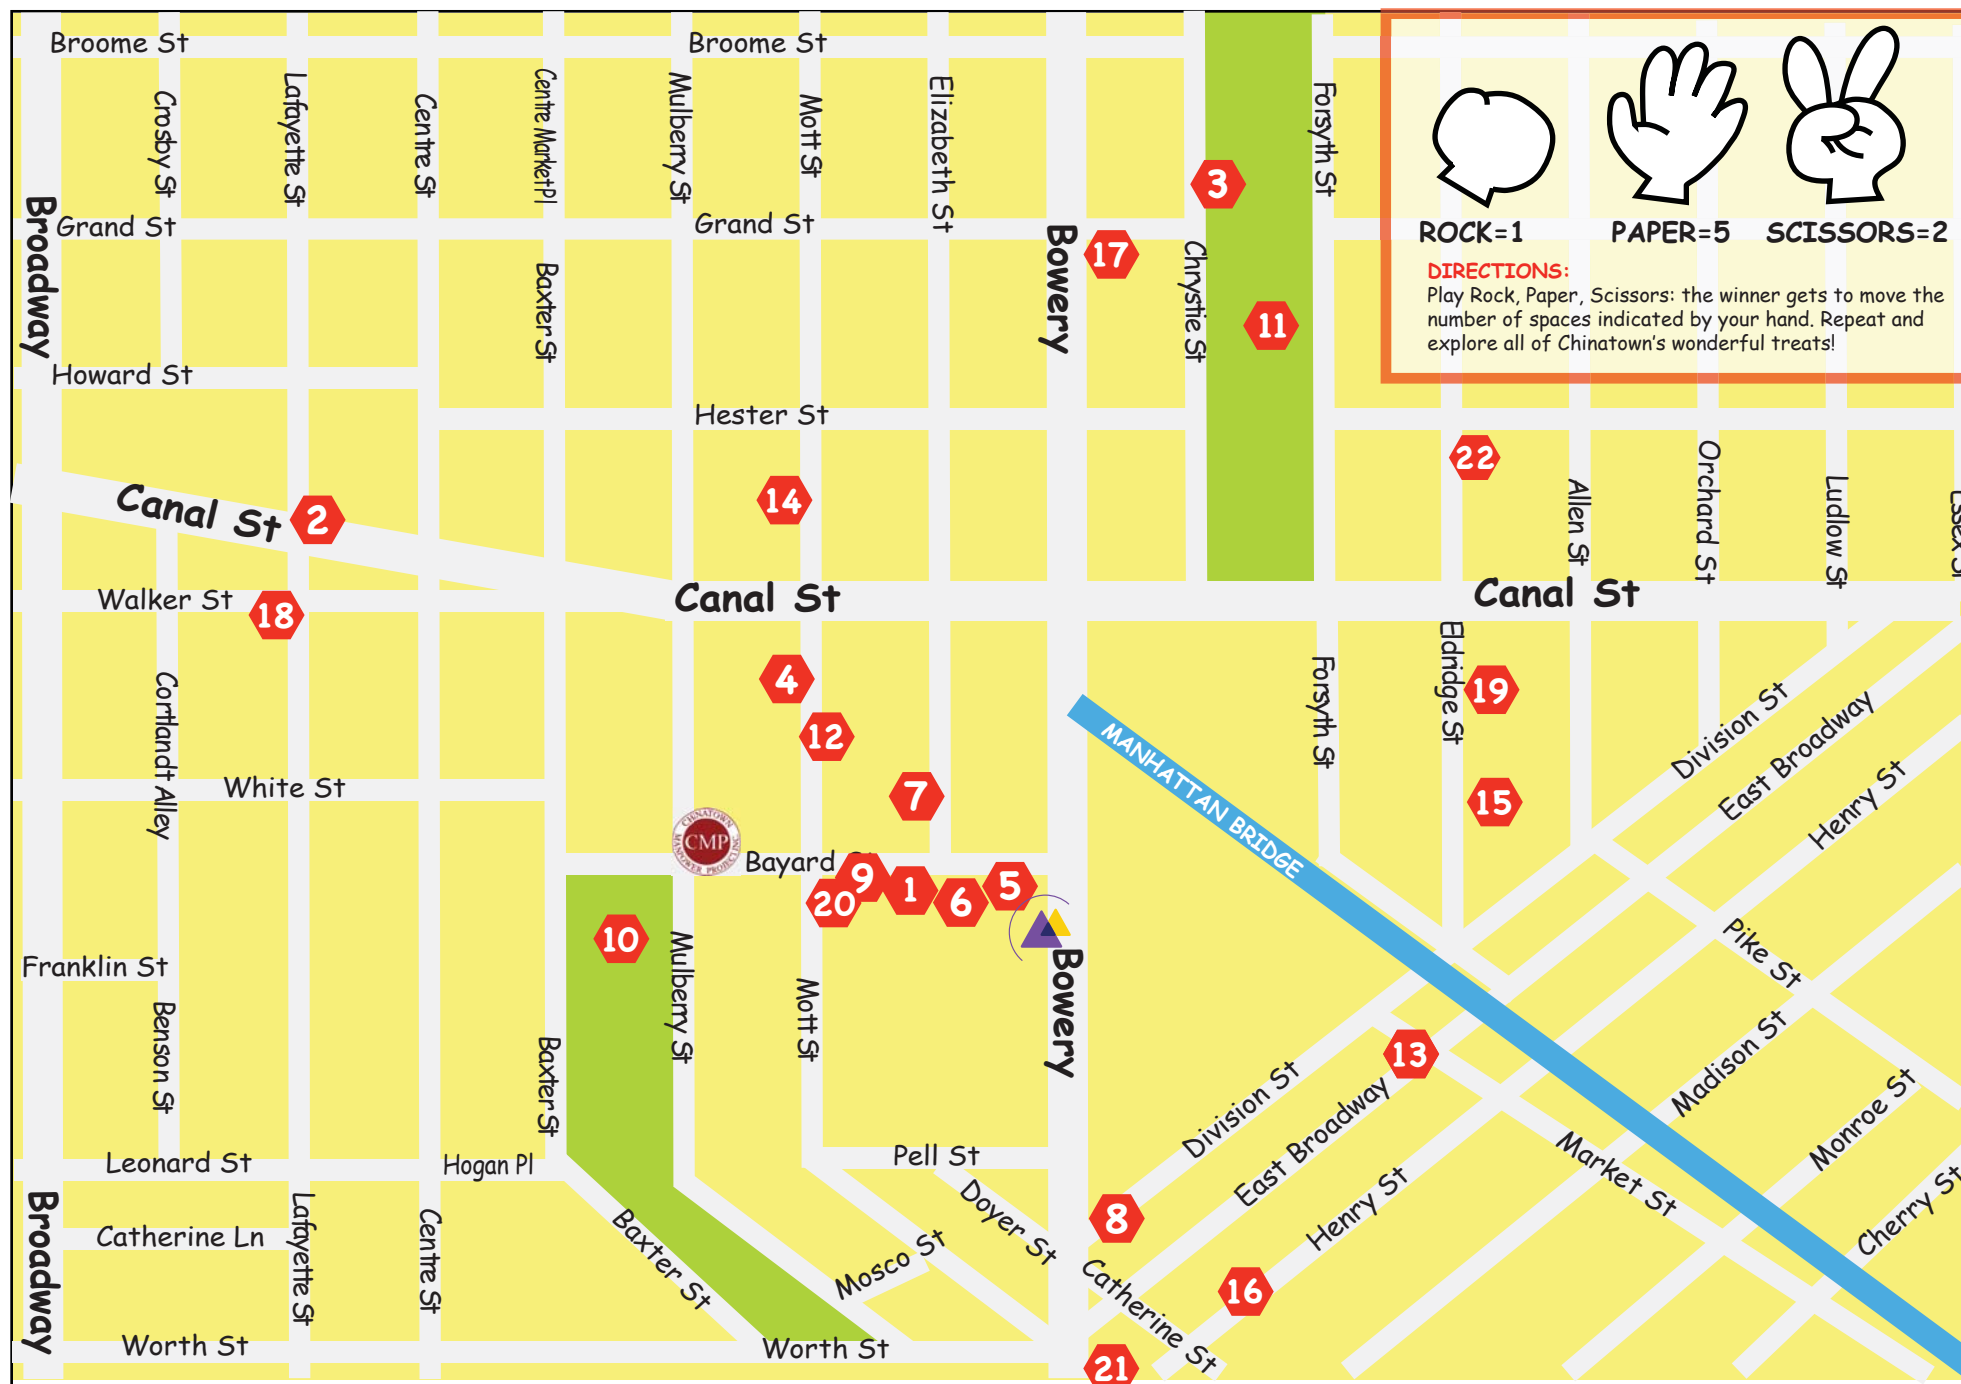 Broome St
Broome St
Crosby St
Lafayette St
Centre St
Centre Market Pl
Mulberry St
Mott St
Elizabeth St
Forsyth St
ROCK=1
PAPER=5
SCISSORS=2
DIRECTIONS:
Play Rock, Paper, Scissors: the winner gets to move the
number of spaces indicated by your hand. Repeat and
explore all of Chinatown's wonderful treats!
3
Broadway
Grand St
Grand St
Bowery
17
Chrystie St
Baxter St
11
Howard St
Hester St
22
Orchard St
Allen St
Ludlow St
Canal St
2
14
Walker St
18
Canal St
Canal St
Eldridge St
Forsyth St
4
19
12
Cortlandt Alley
MANHATTAN BRIDGE
Division St
East Broadway
Henry St
White St
7
15
CHINATOWN
CMP
MANPOWER PROJECT, INC
Bayard
9
20
1
6
5
10
Mulberry St
Bowery
Pike St
Franklin St
Benson St
Mott St
Baxter St
13
Madison St
Monroe St
Division St
East Broadway
Market St
Leonard St
Hogan Pl
Pell St
Henry St
Cherry St
Broadway
Catherine Ln
Lafayette St
Centre St
Baxter St
Mosco St
Doyer St
8
Catherine St
16
Worth St
Worth St
21